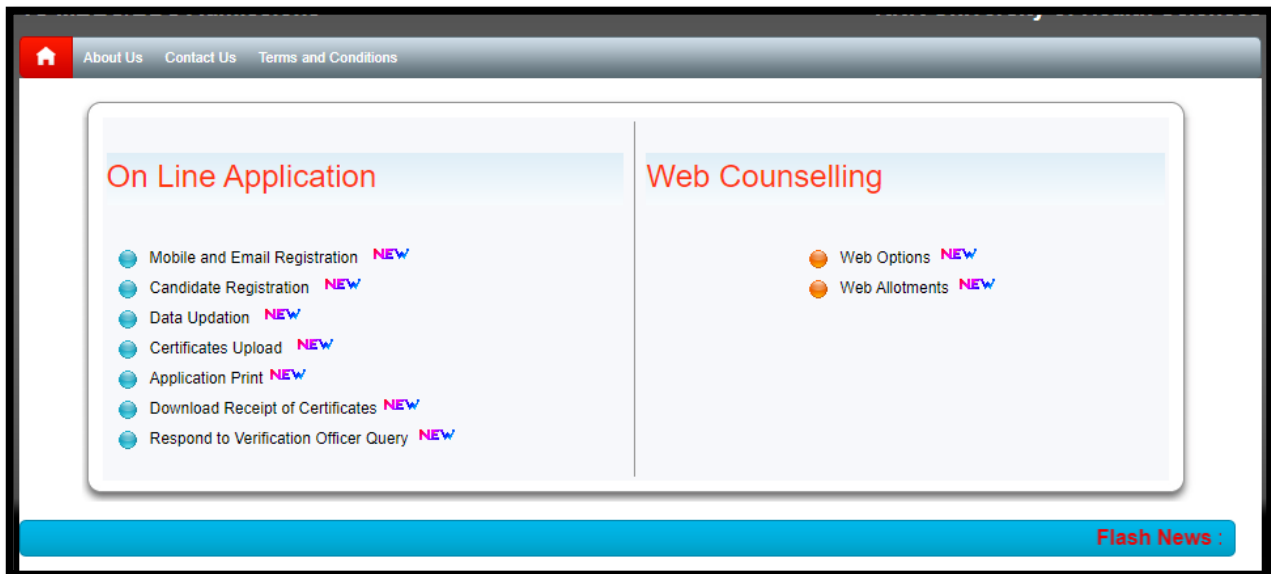 About Us Contact Us Terms and Conditions
On Line Application
Mobile and Email Registration NEW
Candidate Registration NEW
Data Updation NEW
Certificates Upload NEW
Application Print NEW
Download Receipt of Certificates NEW
Respond to Verification Officer Query NEW
Web Counselling
Web Options NEW
Web Allotments NEW
Flash News :